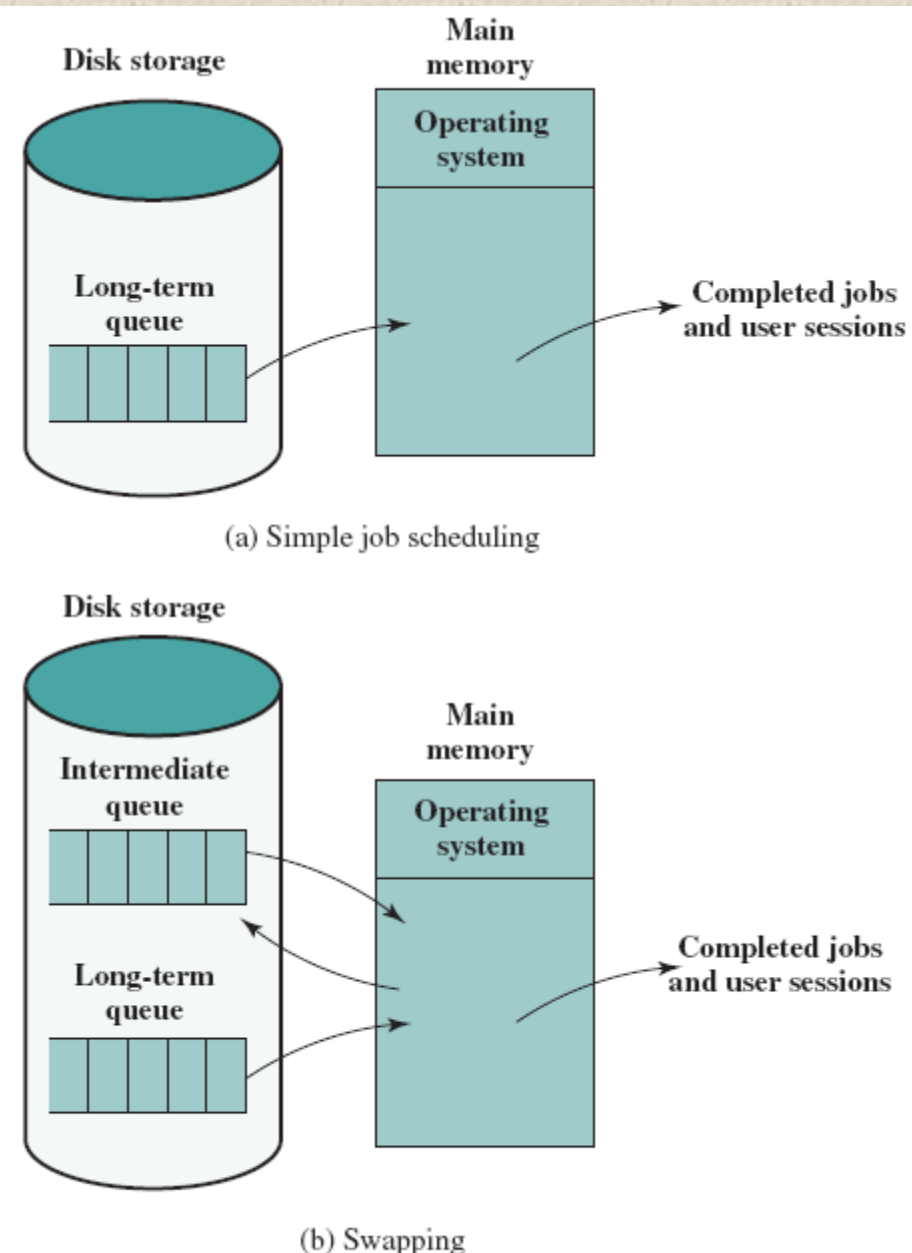 Disk storage
Main
memory
Operating
system
Long-term
queue
Completed jobs
and user sessions
(a) Simple job scheduling
Disk storage
Main
memory
Intermediate
queue
Operating
system
Long-term
queue
Completed jobs
and user sessions
(b) Swapping